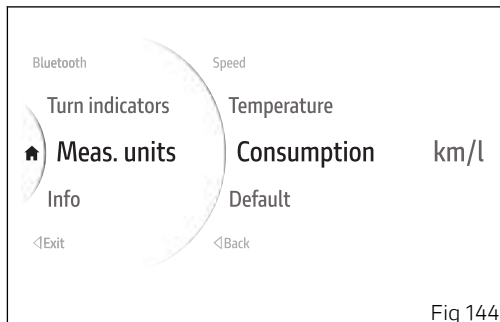 Bluetooth
Turn indicators
Meas. units
Info
◁Exit
Speed
Temperature
Consumption km/l
Default
◁Back
Fig 144